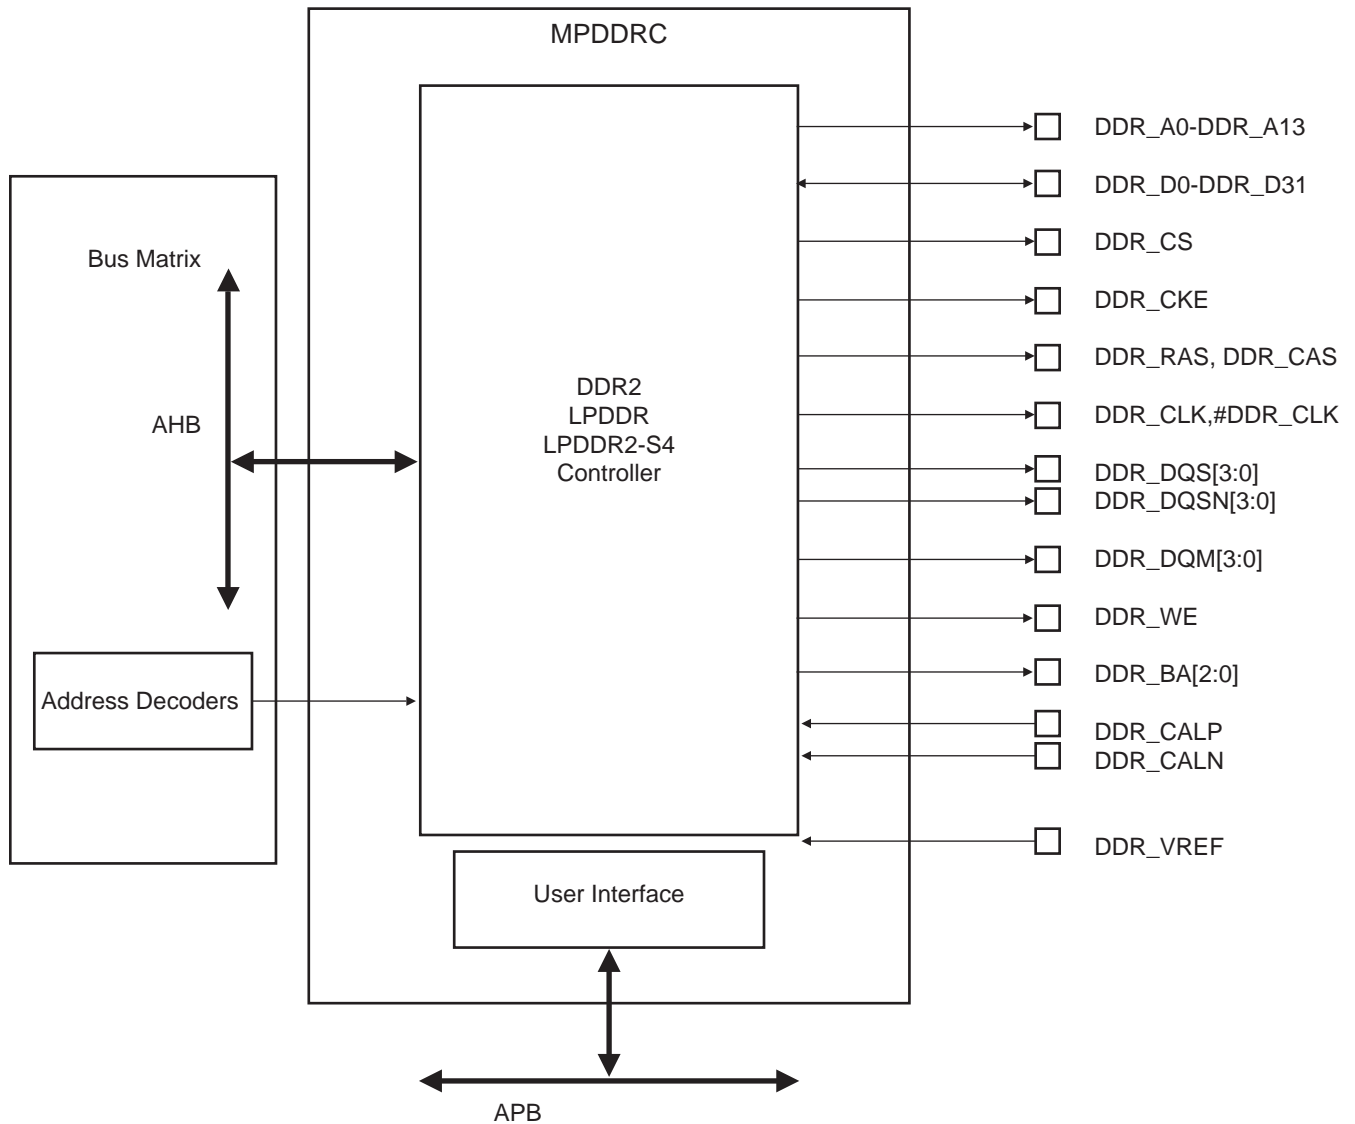 MPDDRC
Bus Matrix
AHB
Address Decoders
DDR2
LPDDR
LPDDR2-S4
Controller
User Interface
APB
DDR_A0-DDR_A13
DDR_D0-DDR_D31
DDR_CS
DDR_CKE
DDR_RAS, DDR_CAS
DDR_CLK,#DDR_CLK
DDR_DQS[3:0]
DDR_DQSN[3:0]
DDR_DQM[3:0]
DDR_WE
DDR_BA[2:0]
DDR_CALP
DDR_CALN
DDR_VREF